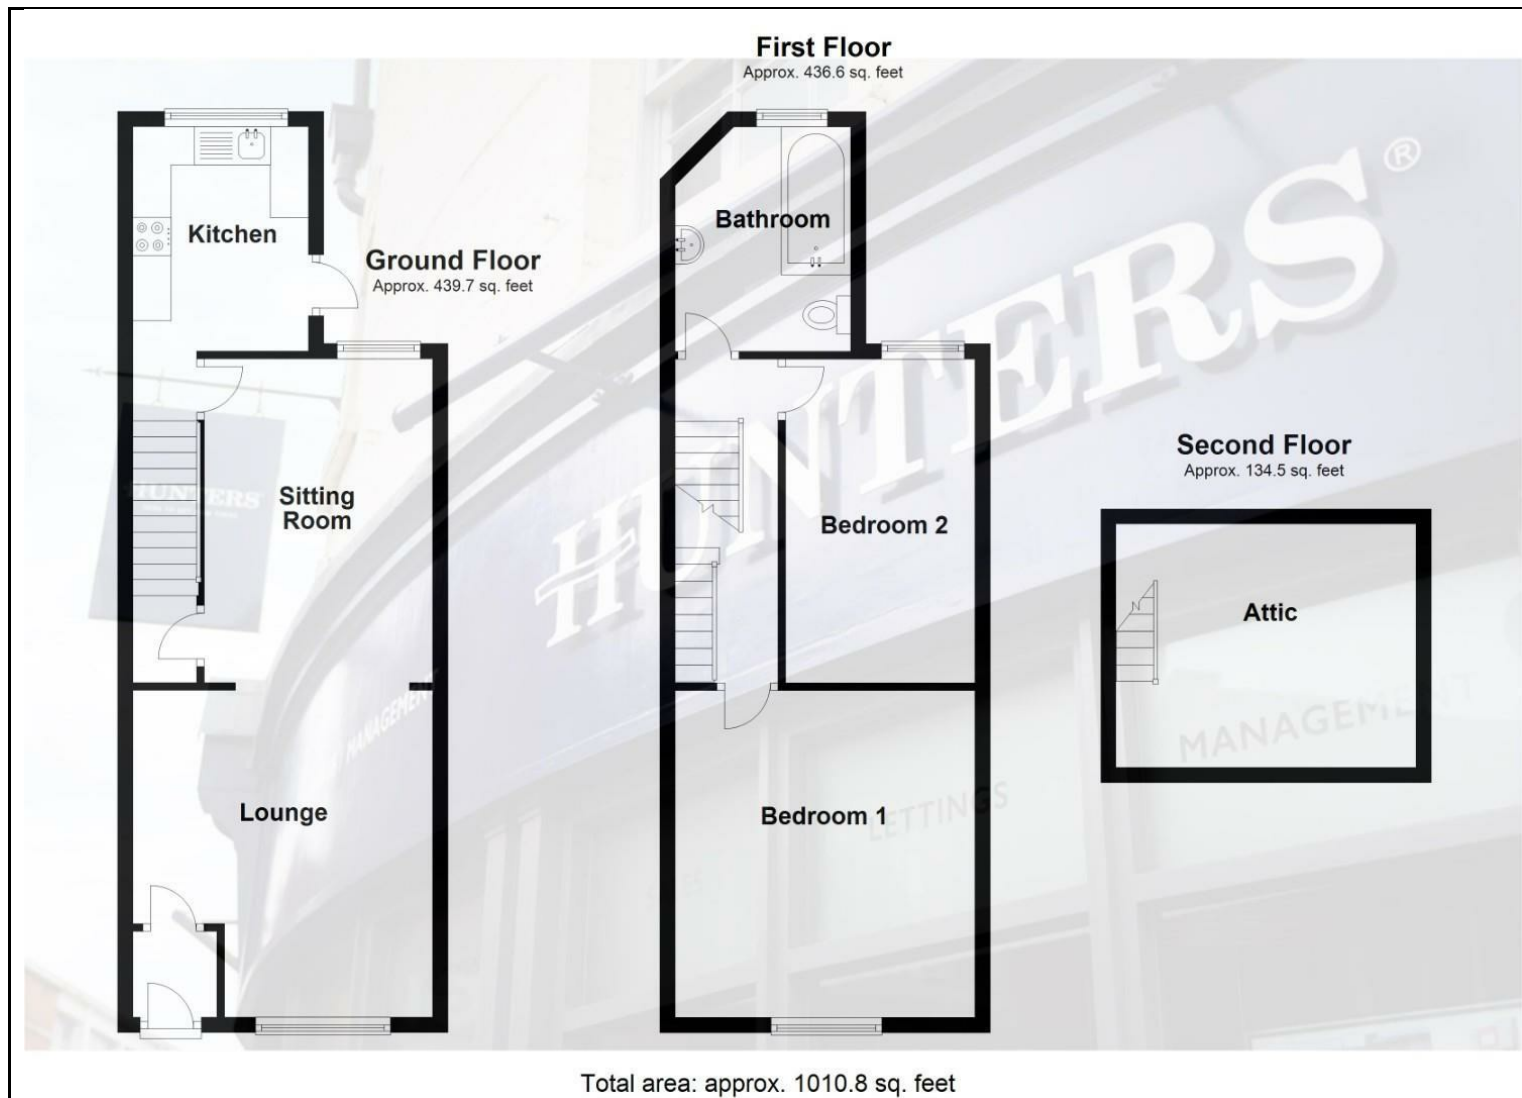 First Floor
Approx. 436.6 sq. feet
Kitchen
Ground Floor
Approx. 439.7 sq. feet
Bathroom
HUNTERS®
Sitting
Room
HUNTERS
Bedroom 2
Second Floor
Approx. 134.5 sq. feet
Attic
MANAGEMENT
MANAGEMENT
Lounge
Bedroom 1
LETTINGS
Total area: approx. 1010.8 sq. feet